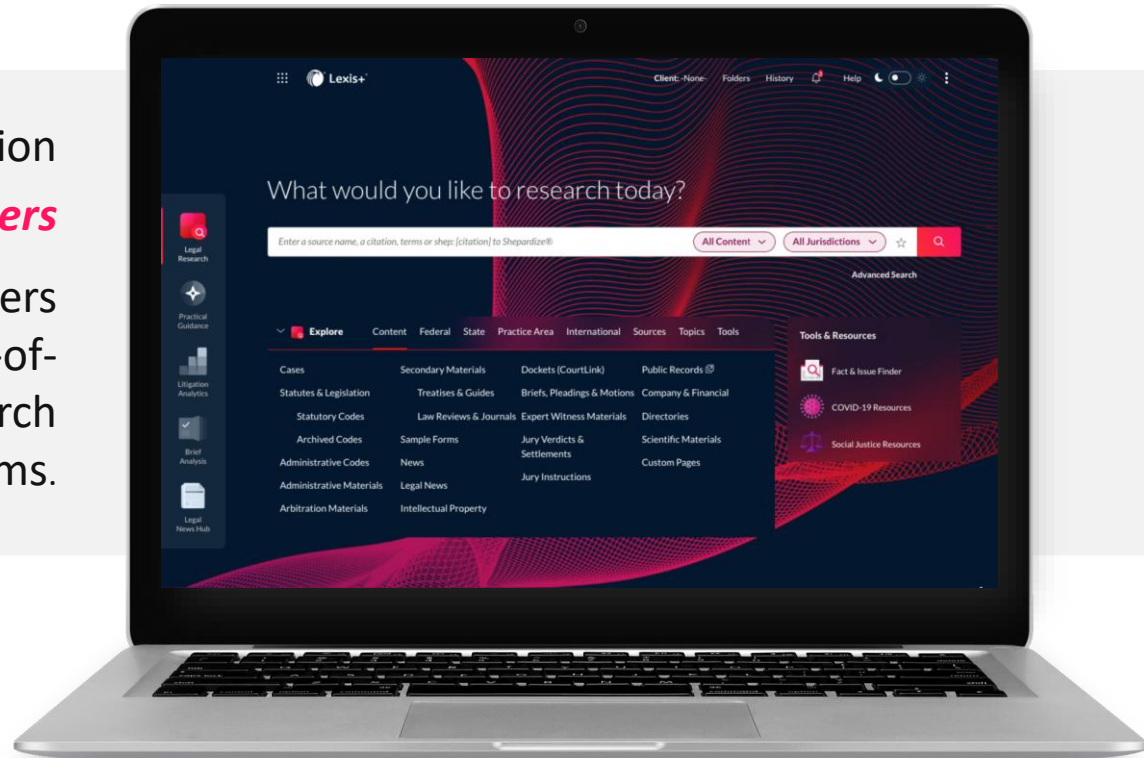 ion
ers
ers
-of-
rch
ms.
Lexis+
Client: -None- Folders History Help
What would you like to research today?
Enter a source name, a citation, terms or shep: [citation] to Shepardize®
All Content
All Jurisdictions
Advanced Search
Legal
Research
Practical
Guidance
Litigation
Analytics
Brief
Analysis
Legal
News Hub
Explore Content Federal State Practice Area International Sources Topics Tools
Cases
Statutes & Legislation
Statutory Codes
Archived Codes
Administrative Codes
Administrative Materials
Arbitration Materials
Secondary Materials
Treatises & Guides
Law Reviews & Journals
Sample Forms
News
Legal News
Intellectual Property
Dockets (CourtLink)
Briefs, Pleadings & Motions
Expert Witness Materials
Jury Verdicts &
Settlements
Jury Instructions
Public Records
Company & Financial
Directories
Scientific Materials
Custom Pages
Tools & Resources
Fact & Issue Finder
COVID-19 Resources
Social Justice Resources